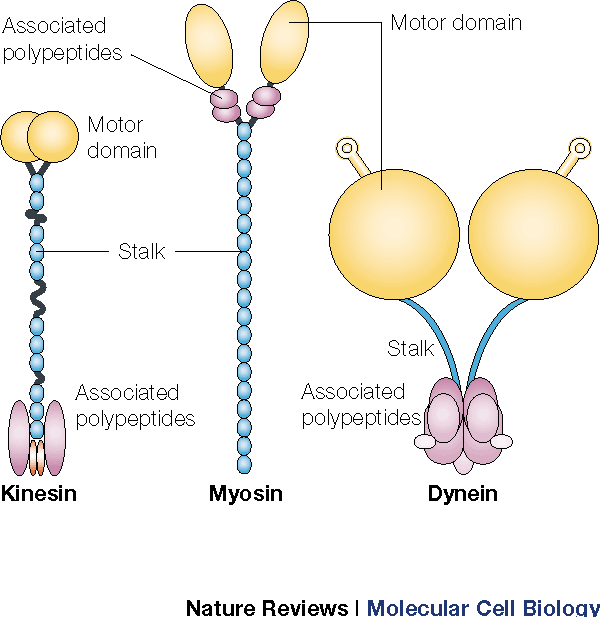 Associated
polypeptides
Motor domain
Motor
domain
Stalk
Stalk
Associated
polypeptides
Associated
polypeptides
Kinesin
Myosin
Dynein
Nature Reviews | Molecular Cell Biology